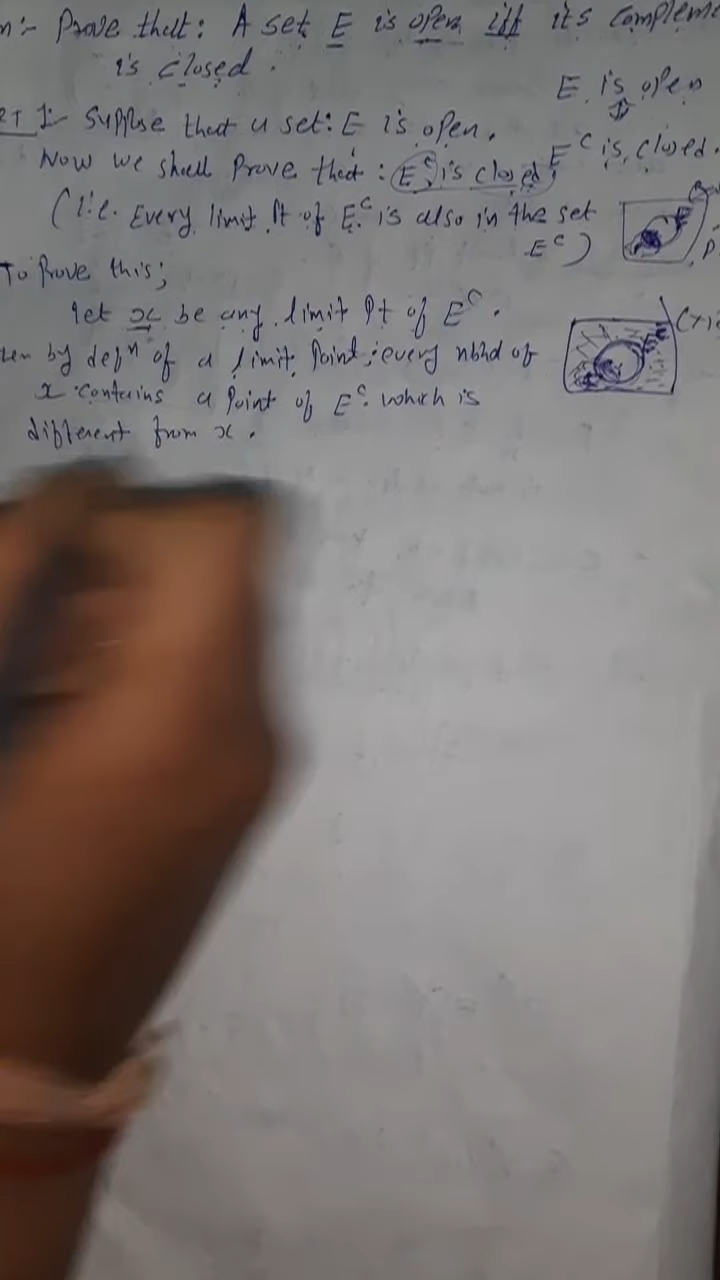 n:- Prove that: A set E is open iff its compleme
is closed.
E is open
⇕
E^c is closed.
RT 1:- Suppose that a set: E is open.
Now we shall Prove that: E^c is closed,
(i.e. Every limit Pt of E^c is also in the set
E^c)
To Prove this;
let x be any limit Pt of E^c.
en by defn of a limit Point; every nbhd of
x contains a Point of E^c which is
different from x.